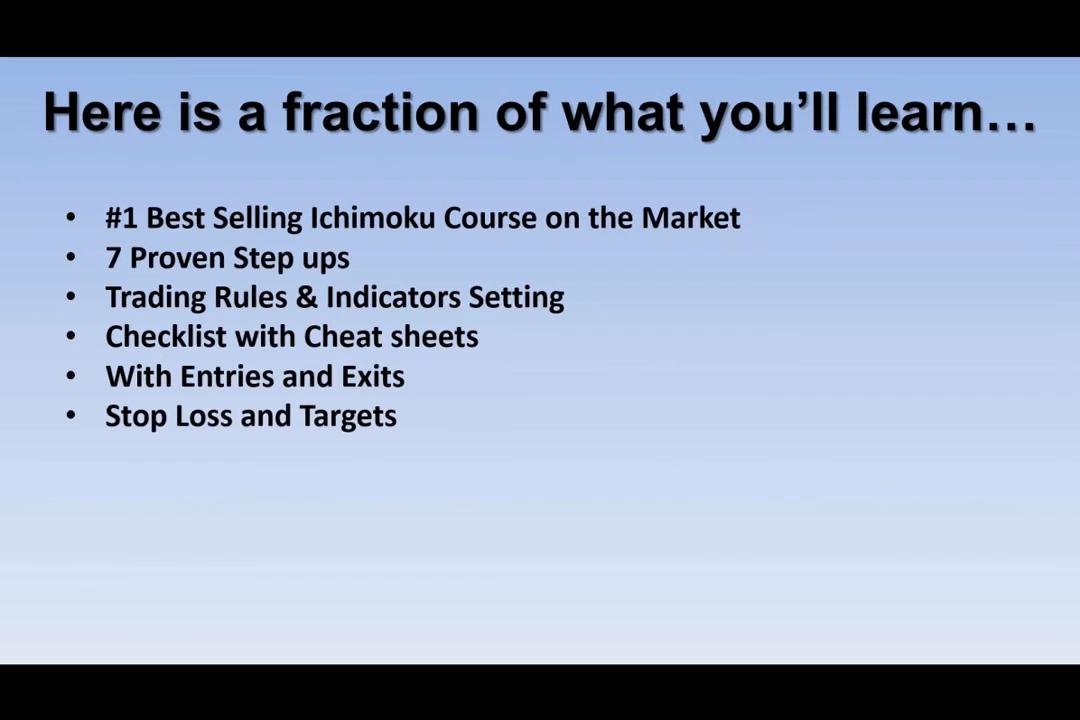 Here is a fraction of what you’ll learn…
• #1 Best Selling Ichimoku Course on the Market
• 7 Proven Step ups
• Trading Rules & Indicators Setting
• Checklist with Cheat sheets
• With Entries and Exits
• Stop Loss and Targets